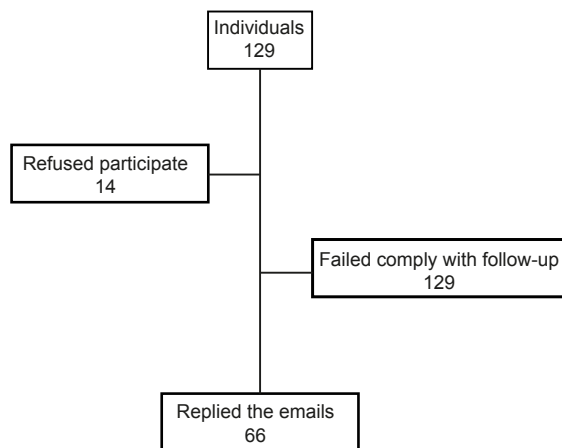 Individuals
129
Refused participate
14
Failed comply with follow-up
129
Replied the emails
66